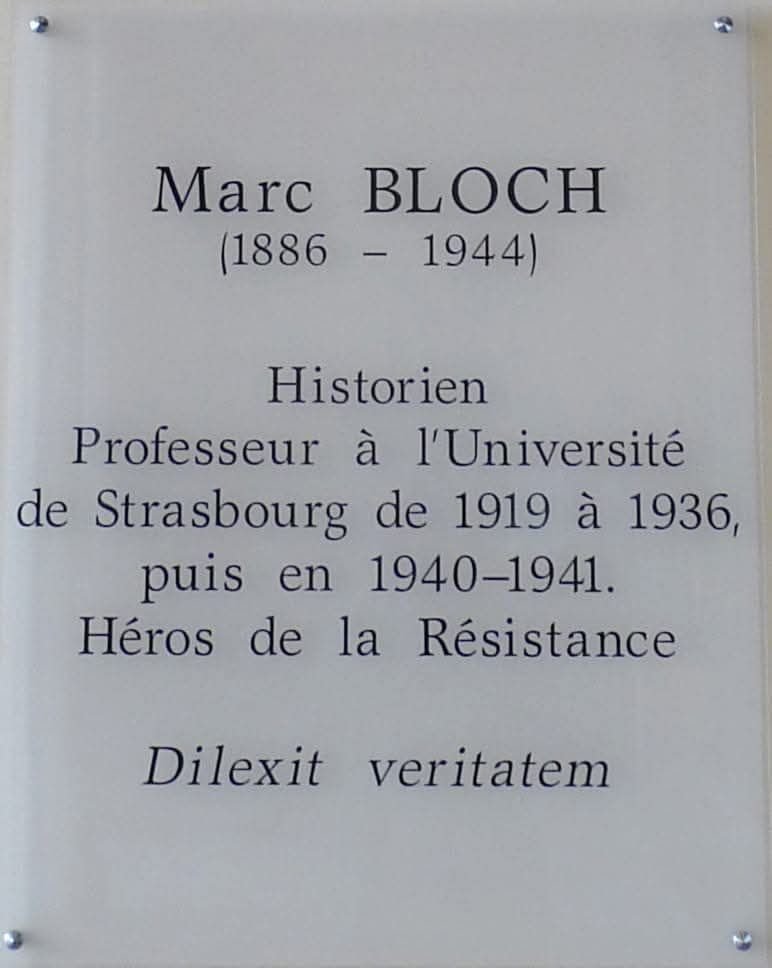 Marc BLOCH
(1886 – 1944)
Historien
Professeur à l'Université
de Strasbourg de 1919 à 1936,
puis en 1940–1941.
Héros de la Résistance
Dilexit veritatem